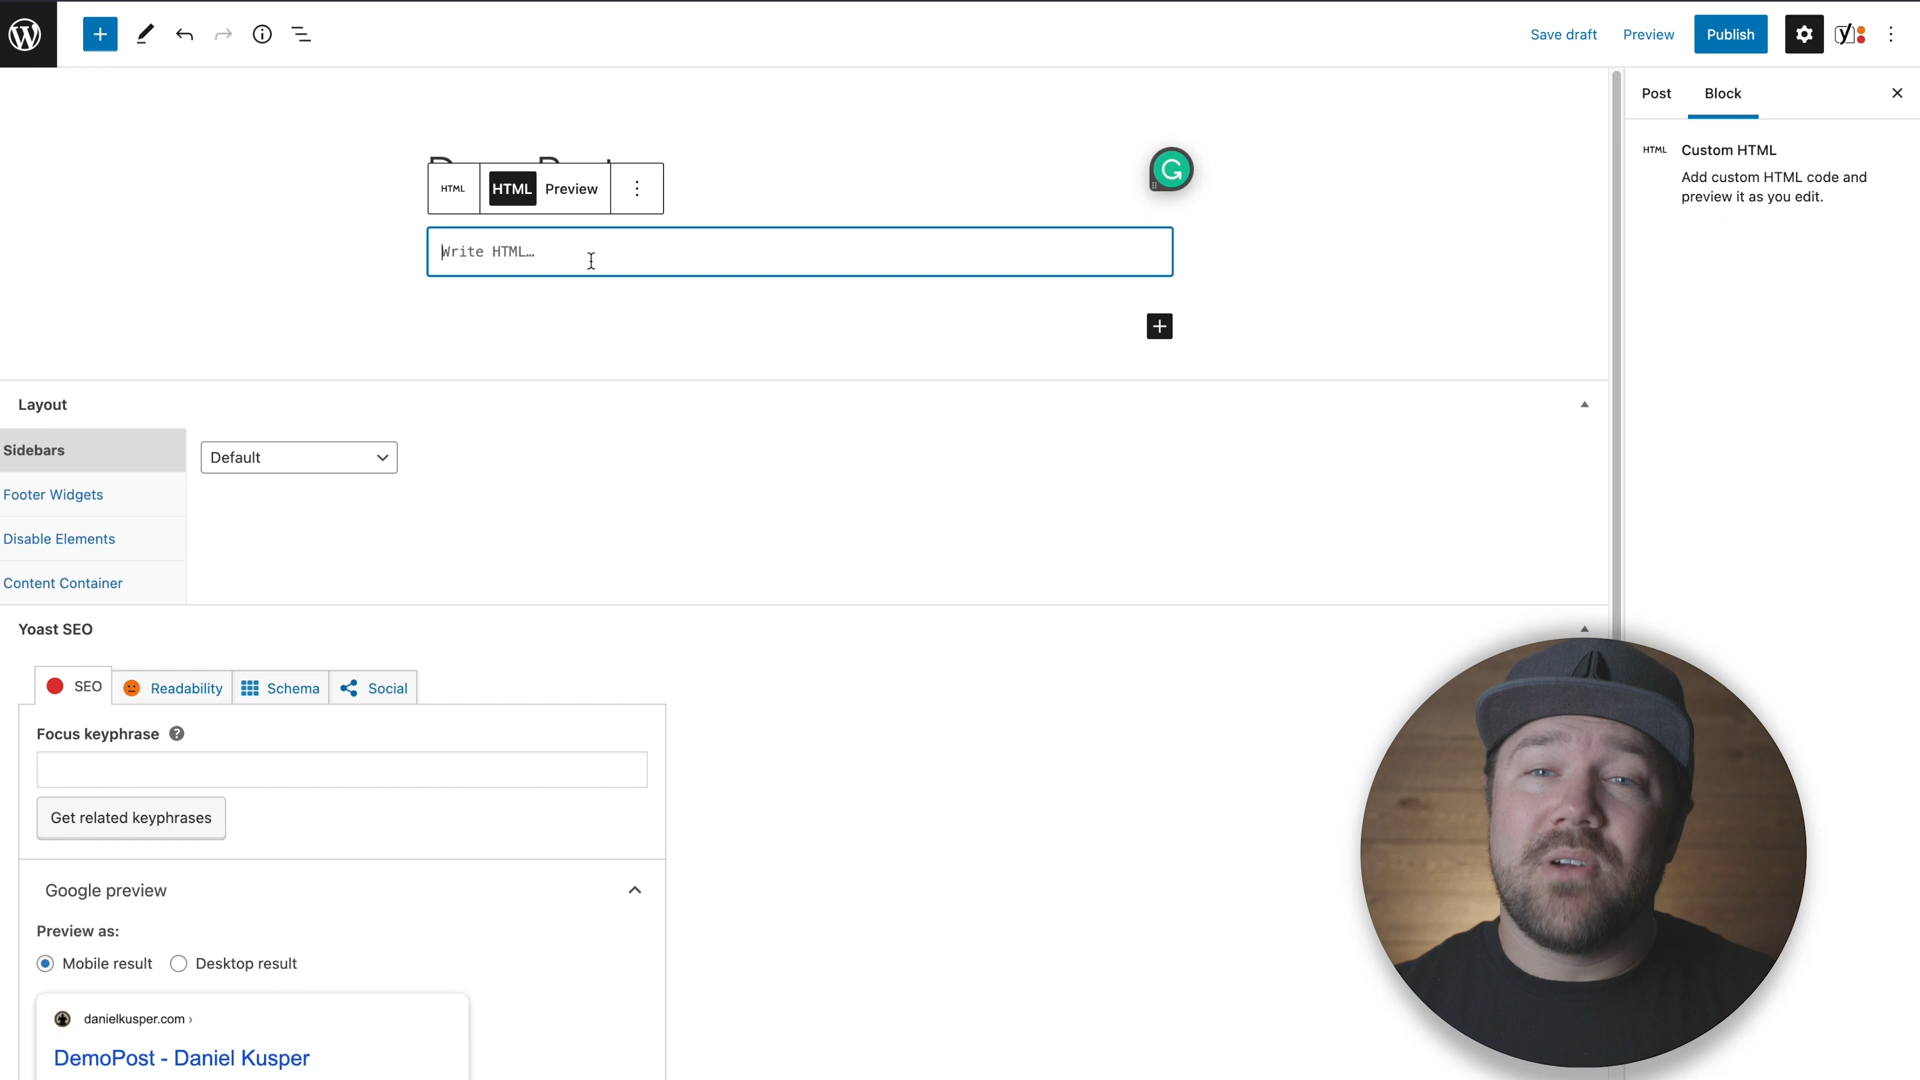 Save draft
Preview
Publish
Post
Block
HTML
Custom HTML
Add custom HTML code and
preview it as you edit.
HTML
HTML
Preview
Write HTML…
Layout
Sidebars
Default
Footer Widgets
Disable Elements
Content Container
Yoast SEO
SEO
Readability
Schema
Social
Focus keyphrase
Get related keyphrases
Google preview
Preview as:
Mobile result
Desktop result
danielkusper.com ›
DemoPost - Daniel Kusper